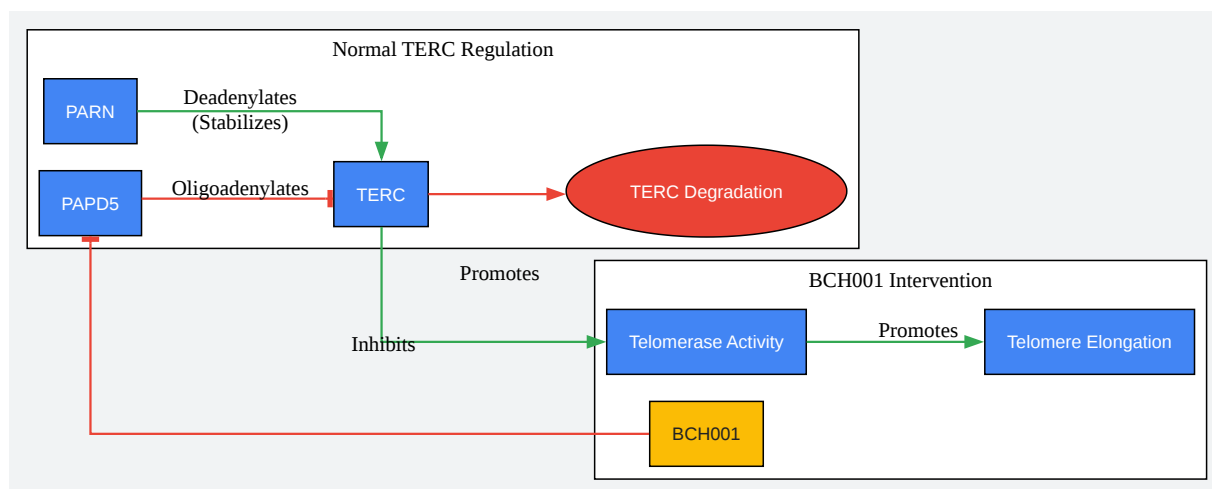 Normal TERC Regulation
PARN
Deadenylates
(Stabilizes)
PAPD5
Oligoadenylates
TERC
TERC Degradation
Promotes
Inhibits
BCH001 Intervention
Telomerase Activity
Promotes
Telomere Elongation
BCH001